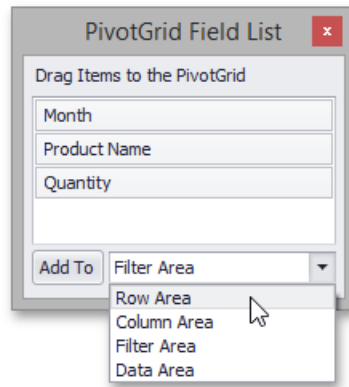 PivotGrid Field List
x
Drag Items to the PivotGrid
Month
Product Name
Quantity
Add To
Filter Area
Row Area
Column Area
Filter Area
Data Area